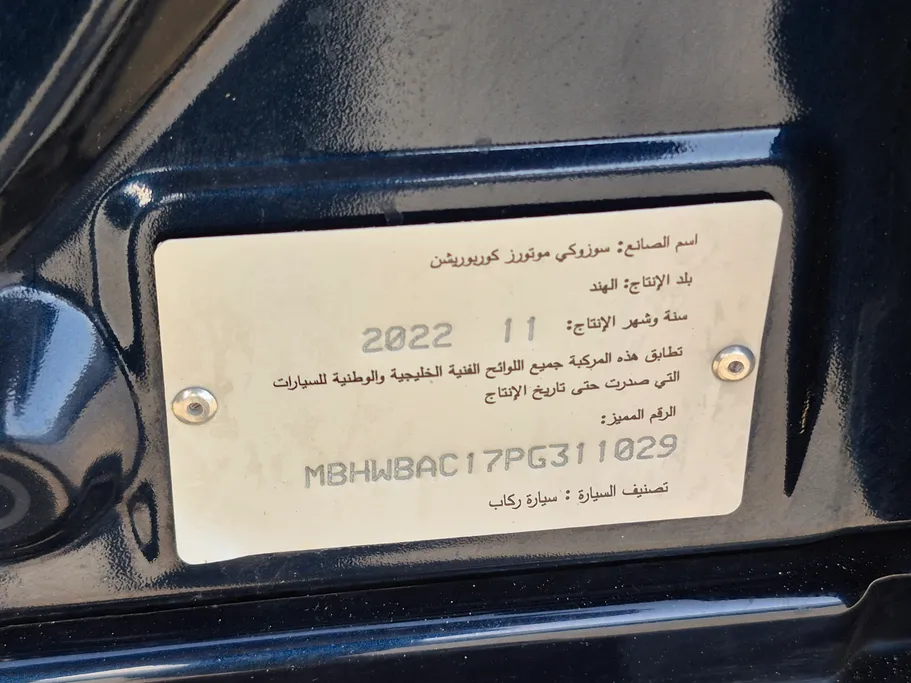 اسم الصانع: سوزوكي موتورز كوربوريشن
بلد الإنتاج: الهند
سنة وشهر الإنتاج: 11 2022
تطابق هذه المركبة جميع اللوائح الفنية الخليجية والوطنية للسيارات
التي صدرت حتى تاريخ الإنتاج
الرقم المميز:
MBHWBAC17PG311029
تصنيف السيارة : سيارة ركاب